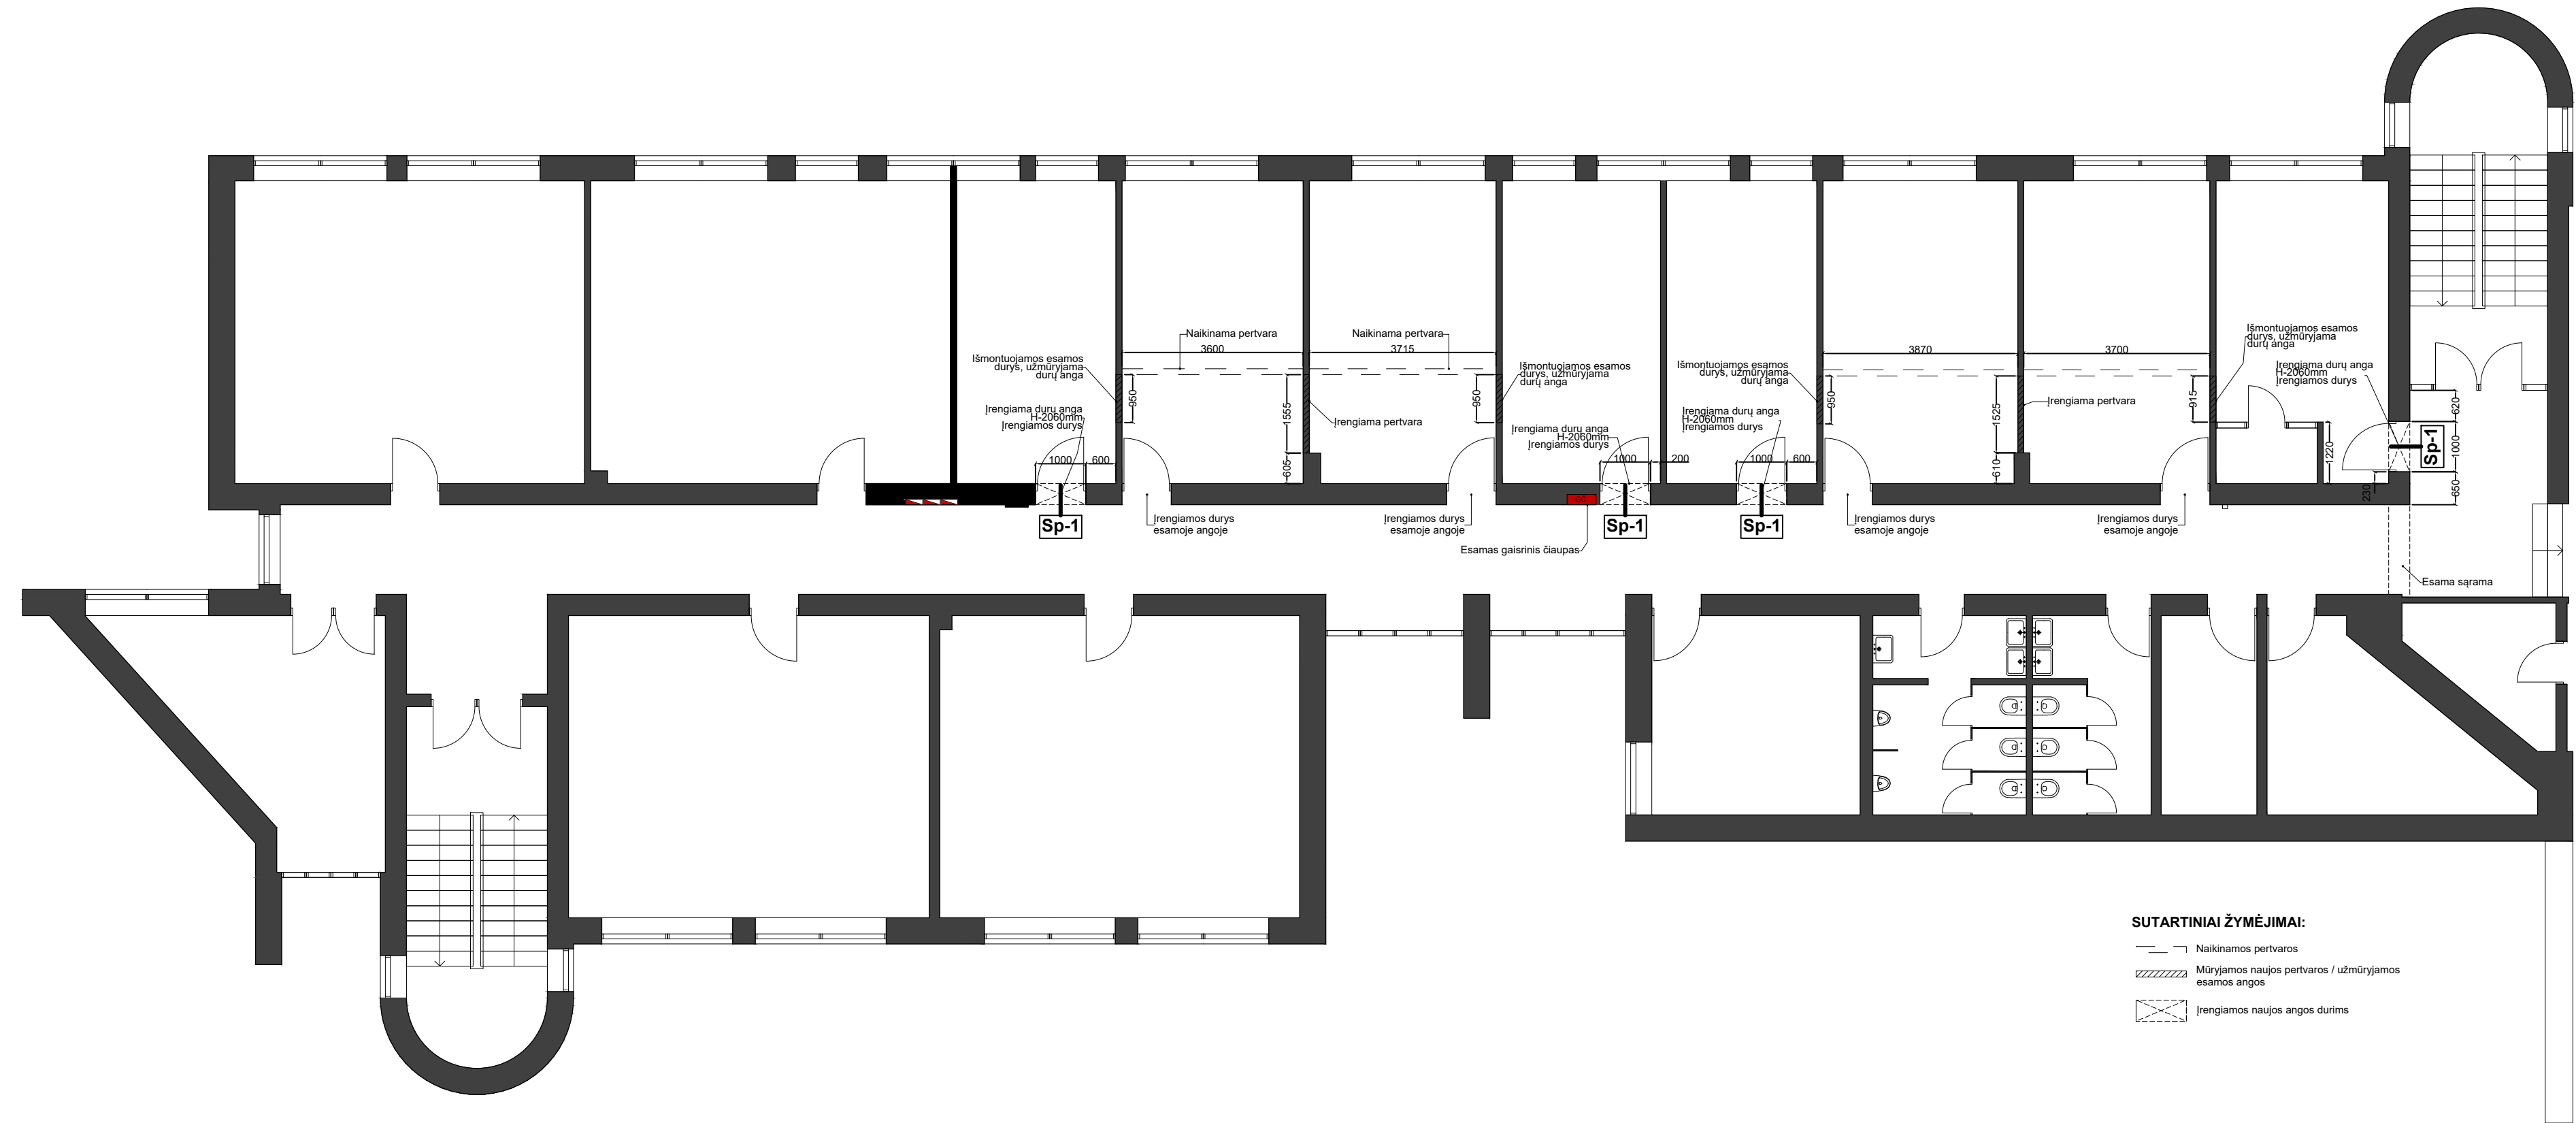 Naikinama pertvara
3600
Išmontuojamos esamos
durys, užmūryjama
durų anga
950
1555
605
Įrengiama durų anga
H-2060mm
Įrengiamos durys
1000
600
Sp-1
Įrengiamos durys
esamoje angoje
Naikinama pertvara
3715
950
Įrengiama pertvara
Įrengiamos durys
esamoje angoje
Išmontuojamos esamos
durys, užmūryjama
durų anga
Įrengiama durų anga
H-2060mm
Įrengiamos durys
1000
200
GČ
Sp-1
Esamas gaisrinis čiaupas
Išmontuojamos esamos
durys, užmūryjama
durų anga
950
Įrengiama durų anga
H-2060mm
Įrengiamos durys
1000
600
Sp-1
3870
1525
610
Įrengiamos durys
esamoje angoje
3700
915
Įrengiama pertvara
Įrengiamos durys
esamoje angoje
Išmontuojamos esamos
durys, užmūryjama
durų anga
Įrengiama durų anga
H-2060mm
Įrengiamos durys
1220
230
620
1000
650
Sp-1
Esama sąrama
SUTARTINIAI ŽYMĖJIMAI:
Naikinamos pertvaros
Mūryjamos naujos pertvaros / užmūryjamos
esamos angos
Įrengiamos naujos angos durims